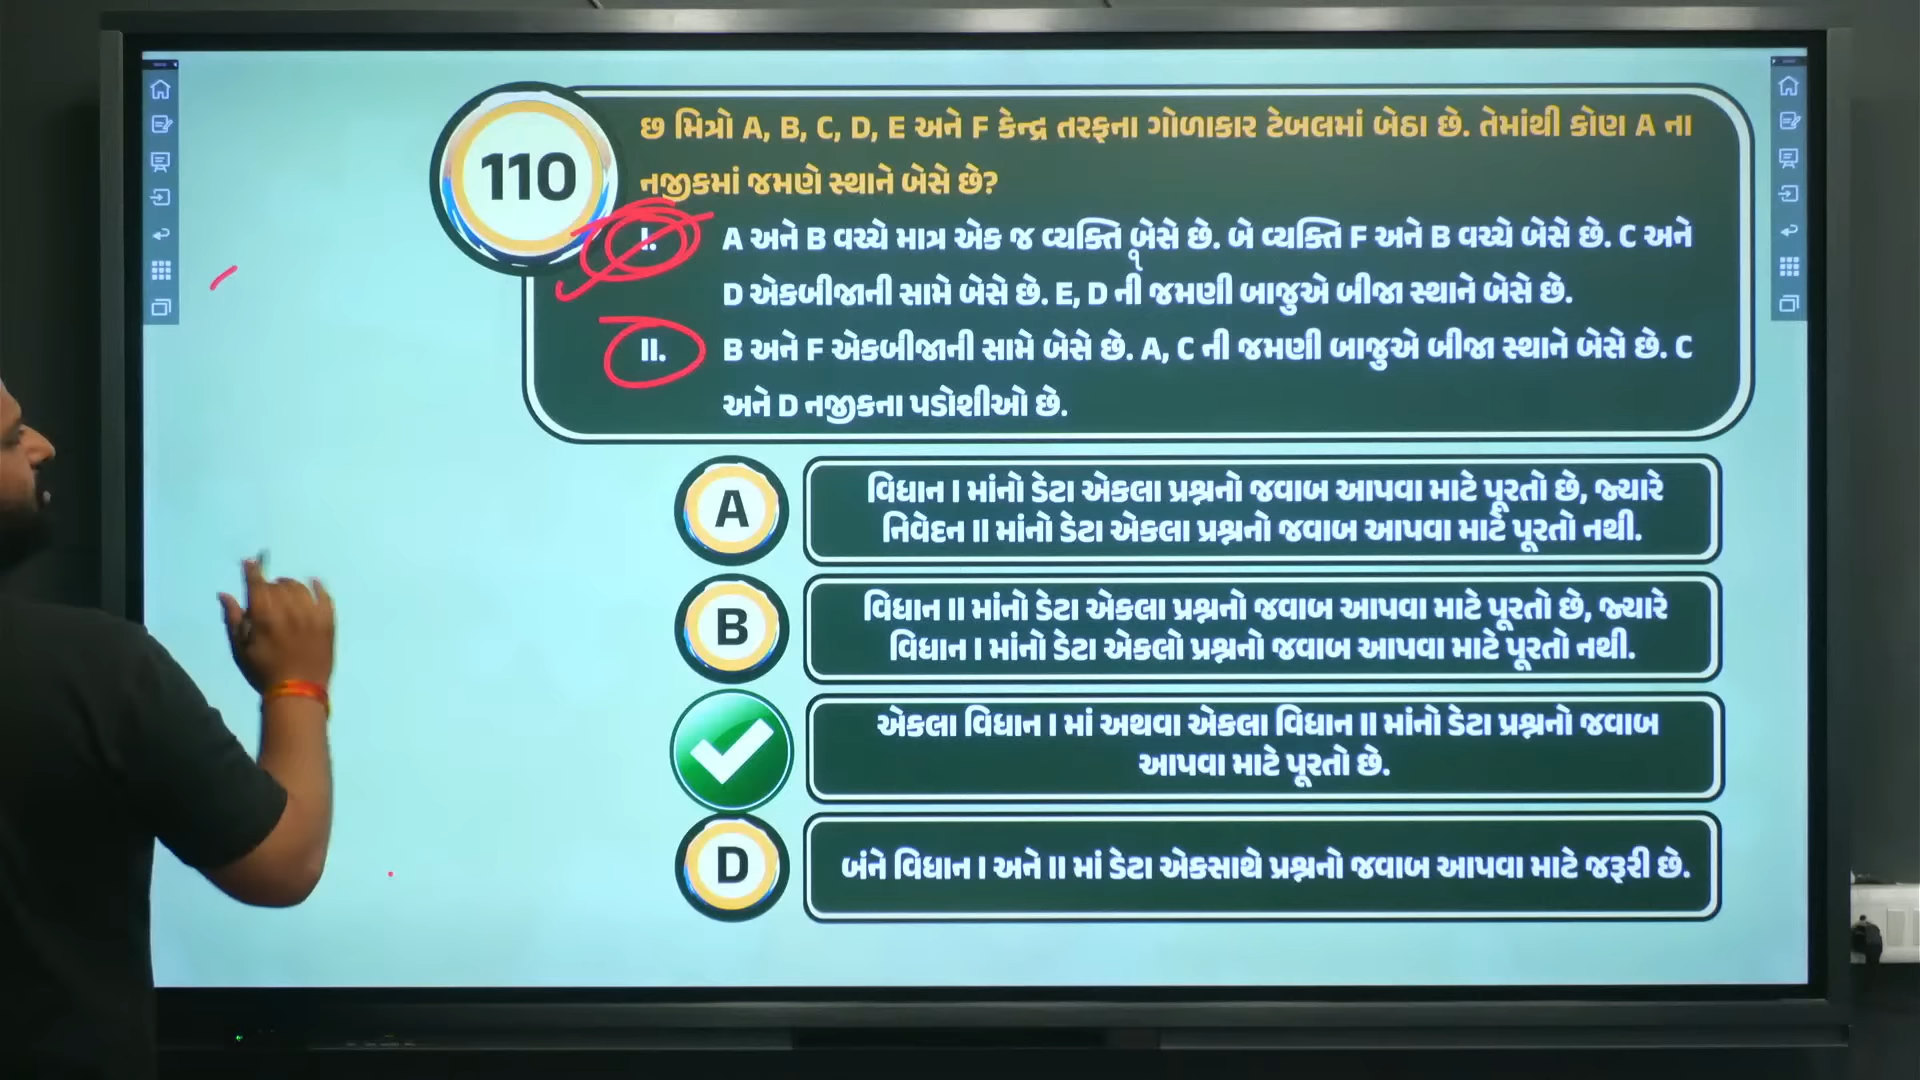 110
છ મિત્રો A, B, C, D, E અને F કેન્દ્ર તરફના ગોળાકાર ટેબલમાં બેઠા છે. તેમાંથી કોણ A ના
નજીકમાં જમણે સ્થાને બેસે છે?
I. A અને B વચ્ચે માત્ર એક જ વ્યક્તિ બેસે છે. બે વ્યક્તિ F અને B વચ્ચે બેસે છે. C અને
D એકબીજાની સામે બેસે છે. E, D ની જમણી બાજુએ બીજા સ્થાને બેસે છે.
II. B અને F એકબીજાની સામે બેસે છે. A, C ની જમણી બાજુએ બીજા સ્થાને બેસે છે. C
અને D નજીકના પડોશીઓ છે.
A વિધાન I માંનો ડેટા એકલા પ્રશ્નનો જવાબ આપવા માટે પૂરતો છે, જ્યારે
નિવેદન II માંનો ડેટા એકલા પ્રશ્નનો જવાબ આપવા માટે પૂરતો નથી.
B વિધાન II માંનો ડેટા એકલા પ્રશ્નનો જવાબ આપવા માટે પૂરતો છે, જ્યારે
વિધાન I માંનો ડેટા એકલો પ્રશ્નનો જવાબ આપવા માટે પૂરતો નથી.
એકલા વિધાન I માં અથવા એકલા વિધાન II માંનો ડેટા પ્રશ્નનો જવાબ
આપવા માટે પૂરતો છે.
D બંને વિધાન I અને II માં ડેટા એકસાથે પ્રશ્નનો જવાબ આપવા માટે જરૂરી છે.